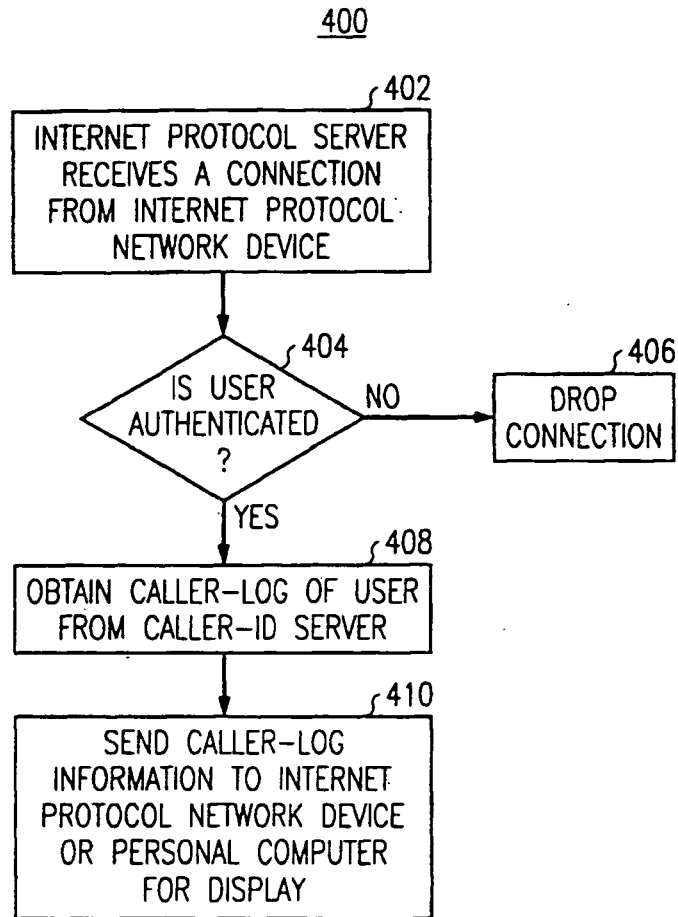 400
402
INTERNET PROTOCOL SERVER
RECEIVES A CONNECTION
FROM INTERNET PROTOCOL
NETWORK DEVICE
404
IS USER
AUTHENTICATED
?
NO
406
DROP
CONNECTION
YES
408
OBTAIN CALLER-LOG OF USER
FROM CALLER-ID SERVER
410
SEND CALLER-LOG
INFORMATION TO INTERNET
PROTOCOL NETWORK DEVICE
OR PERSONAL COMPUTER
FOR DISPLAY